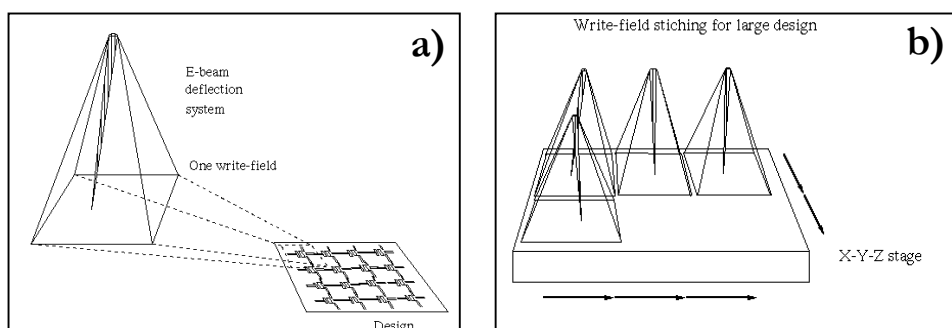 a)
E-beam
deflection
system
One write-field
Design
Write-field stiching for large design
b)
X-Y-Z stage